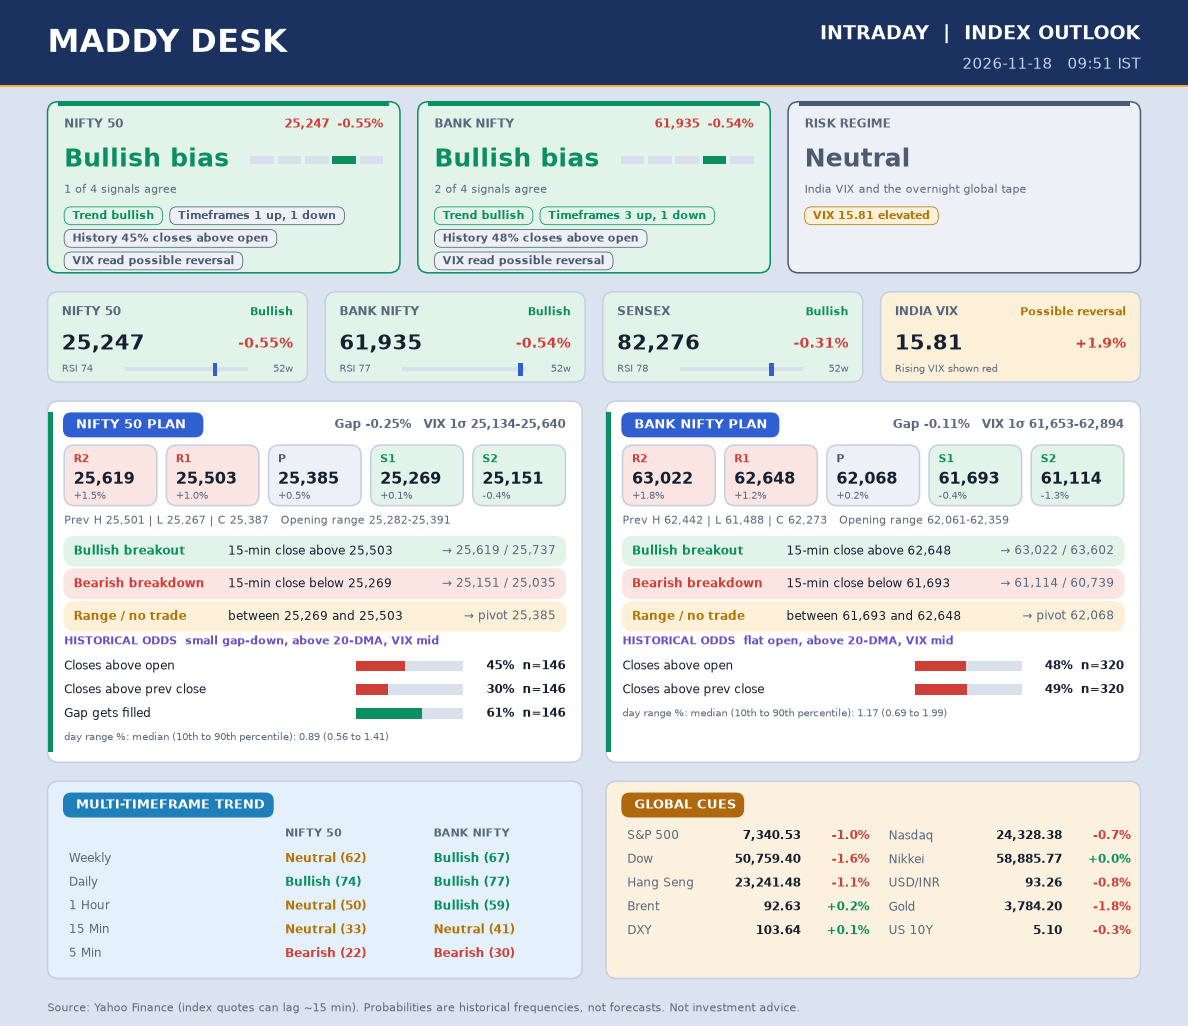 MADDY DESK
INTRADAY | INDEX OUTLOOK
2026-11-18 09:51 IST
NIFTY 50 25,247 -0.55%
Bullish bias
1 of 4 signals agree
Trend bullish Timeframes 1 up, 1 down
History 45% closes above open
VIX read possible reversal
BANK NIFTY 61,935 -0.54%
Bullish bias
2 of 4 signals agree
Trend bullish Timeframes 3 up, 1 down
History 48% closes above open
VIX read possible reversal
RISK REGIME
Neutral
India VIX and the overnight global tape
VIX 15.81 elevated
NIFTY 50 Bullish
25,247 -0.55%
RSI 74 52w
BANK NIFTY Bullish
61,935 -0.54%
RSI 77 52w
SENSEX Bullish
82,276 -0.31%
RSI 78 52w
INDIA VIX Possible reversal
15.81 +1.9%
Rising VIX shown red
NIFTY 50 PLAN Gap -0.25% VIX 1σ 25,134-25,640
R2 R1 P S1 S2
25,619 25,503 25,385 25,269 25,151
+1.5% +1.0% +0.5% +0.1% -0.4%
Prev H 25,501 | L 25,267 | C 25,387 Opening range 25,282-25,391
Bullish breakout 15-min close above 25,503 → 25,619 / 25,737
Bearish breakdown 15-min close below 25,269 → 25,151 / 25,035
Range / no trade between 25,269 and 25,503 → pivot 25,385
HISTORICAL ODDS small gap-down, above 20-DMA, VIX mid
Closes above open 45% n=146
Closes above prev close 30% n=146
Gap gets filled 61% n=146
day range %: median (10th to 90th percentile): 0.89 (0.56 to 1.41)
BANK NIFTY PLAN Gap -0.11% VIX 1σ 61,653-62,894
R2 R1 P S1 S2
63,022 62,648 62,068 61,693 61,114
+1.8% +1.2% +0.2% -0.4% -1.3%
Prev H 62,442 | L 61,488 | C 62,273 Opening range 62,061-62,359
Bullish breakout 15-min close above 62,648 → 63,022 / 63,602
Bearish breakdown 15-min close below 61,693 → 61,114 / 60,739
Range / no trade between 61,693 and 62,648 → pivot 62,068
HISTORICAL ODDS flat open, above 20-DMA, VIX mid
Closes above open 48% n=320
Closes above prev close 49% n=320
day range %: median (10th to 90th percentile): 1.17 (0.69 to 1.99)
MULTI-TIMEFRAME TREND
NIFTY 50 BANK NIFTY
Weekly Neutral (62) Bullish (67)
Daily Bullish (74) Bullish (77)
1 Hour Neutral (50) Bullish (59)
15 Min Neutral (33) Neutral (41)
5 Min Bearish (22) Bearish (30)
GLOBAL CUES
S&P 500 7,340.53 -1.0% Nasdaq 24,328.38 -0.7%
Dow 50,759.40 -1.6% Nikkei 58,885.77 +0.0%
Hang Seng 23,241.48 -1.1% USD/INR 93.26 -0.8%
Brent 92.63 +0.2% Gold 3,784.20 -1.8%
DXY 103.64 +0.1% US 10Y 5.10 -0.3%
Source: Yahoo Finance (index quotes can lag ~15 min). Probabilities are historical frequencies, not forecasts. Not investment advice.